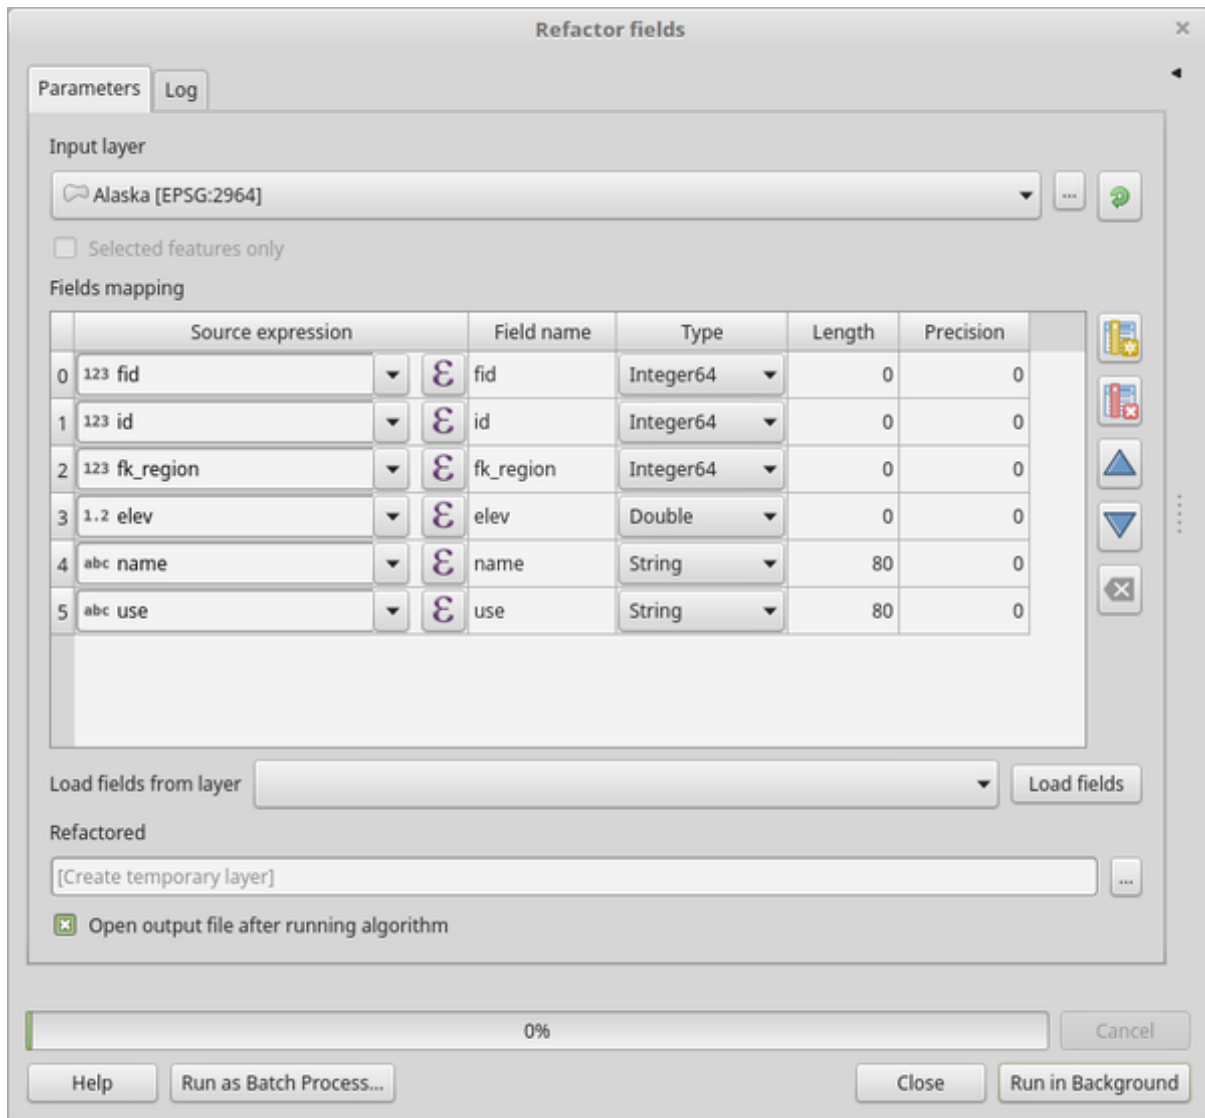 Refactor fields
Parameters Log
Input layer
Alaska [EPSG:2964] ...
Selected features only
Fields mapping
Source expression Field name Type Length Precision
0 123 fid ε fid Integer64 0 0
1 123 id ε id Integer64 0 0
2 123 fk_region ε fk_region Integer64 0 0
3 1.2 elev ε elev Double 0 0
4 abc name ε name String 80 0
5 abc use ε use String 80 0
Load fields from layer Load fields
Refactored
[Create temporary layer] ...
Open output file after running algorithm
0% Cancel
Help Run as Batch Process... Close Run in Background